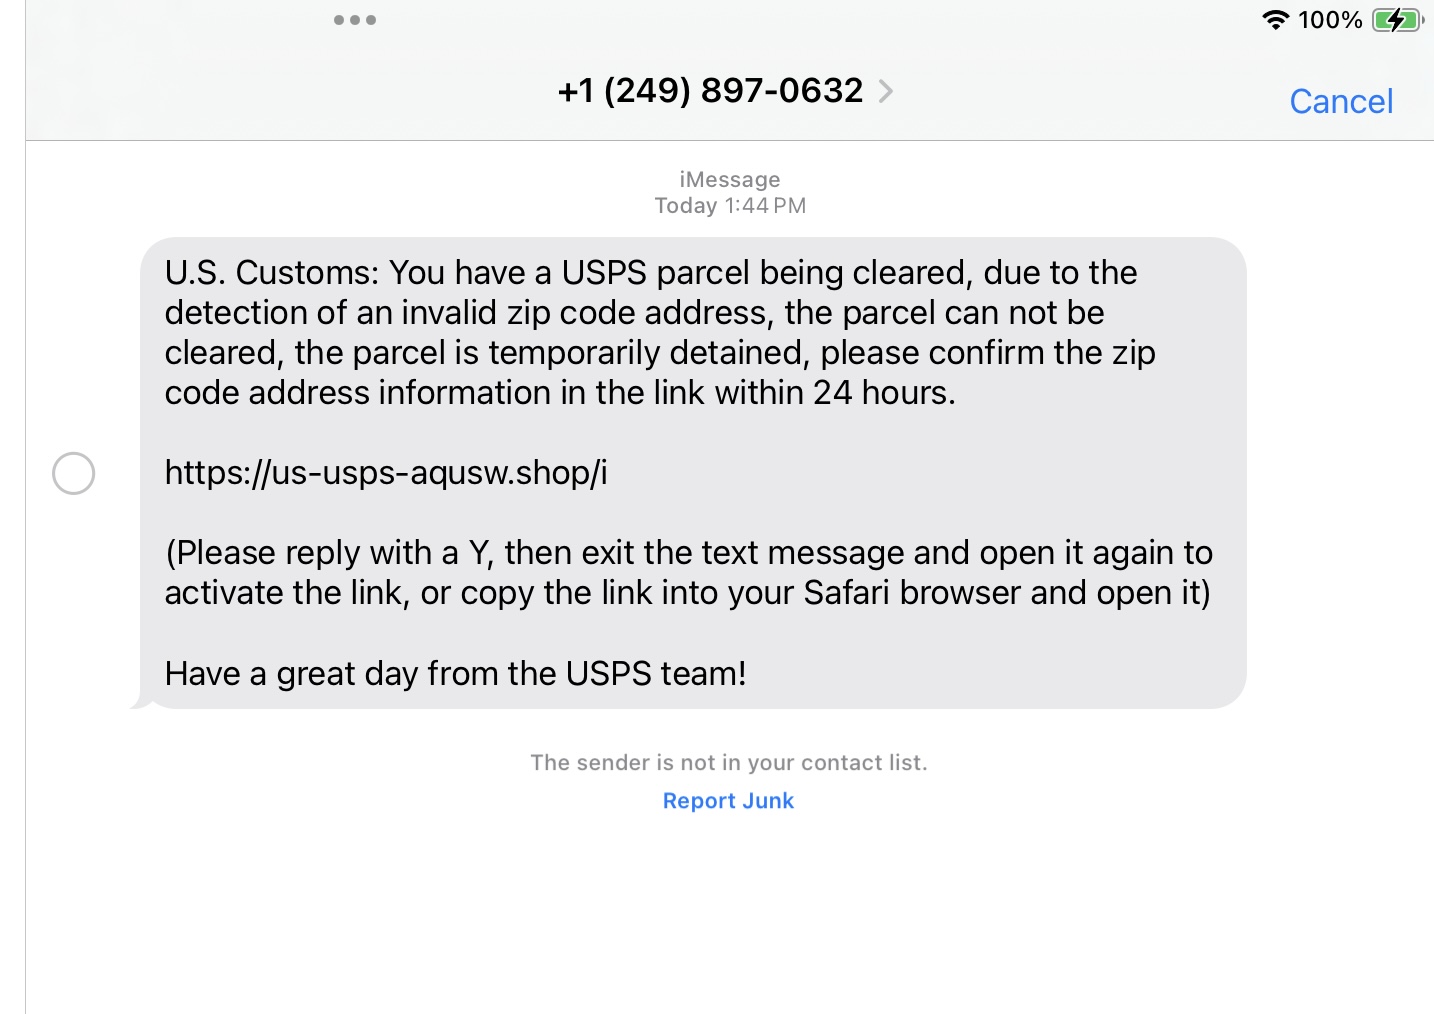 100%
+1 (249) 897-0632
Cancel
iMessage
Today 1:44 PM
U.S. Customs: You have a USPS parcel being cleared, due to the
detection of an invalid zip code address, the parcel can not be
cleared, the parcel is temporarily detained, please confirm the zip
code address information in the link within 24 hours.
https://us-usps-aqusw.shop/i
(Please reply with a Y, then exit the text message and open it again to
activate the link, or copy the link into your Safari browser and open it)
Have a great day from the USPS team!
The sender is not in your contact list.
Report Junk